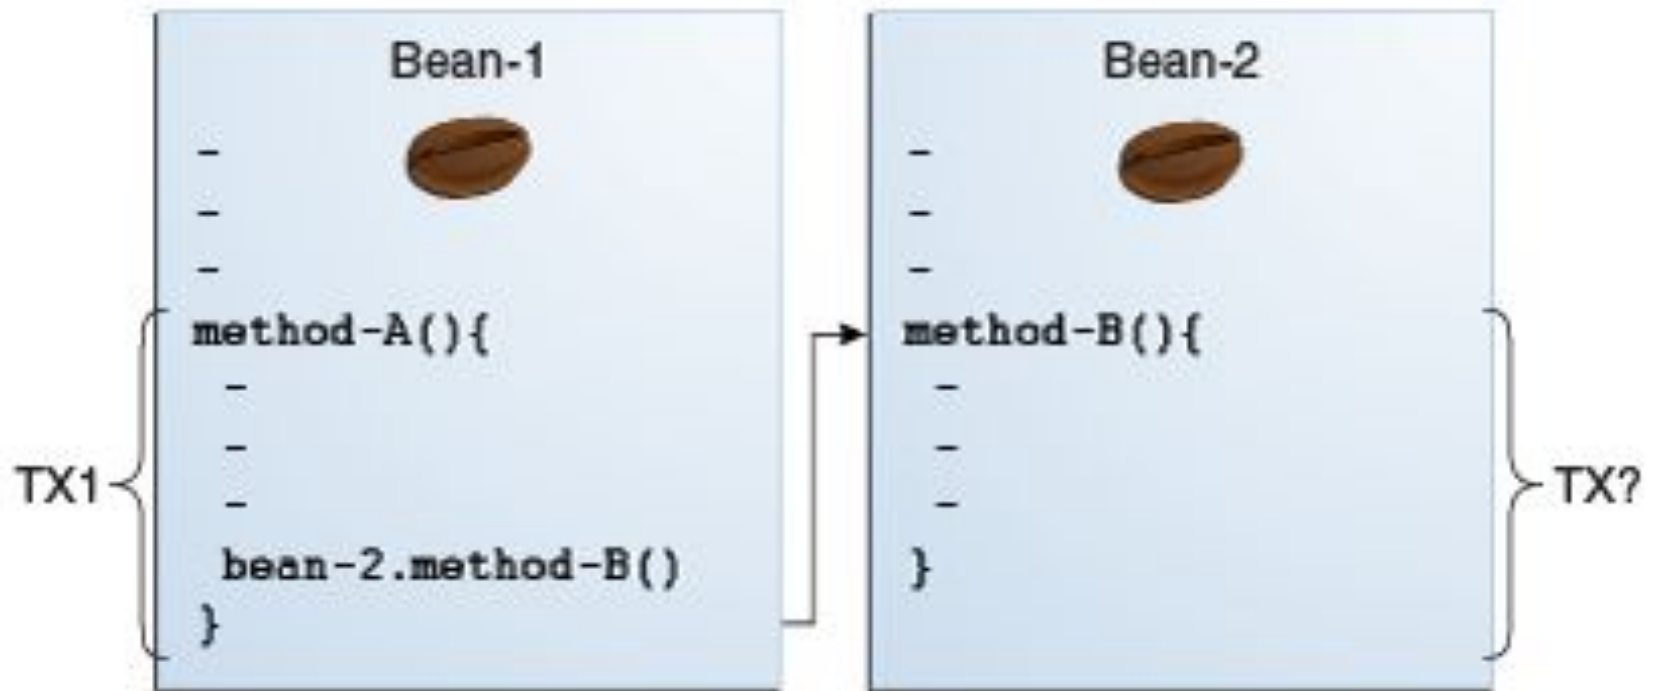 Bean-1
-
-
-
method-A(){
-
-
-
bean-2.method-B()
}
TX1
Bean-2
-
-
-
method-B(){
-
-
-
}
TX?